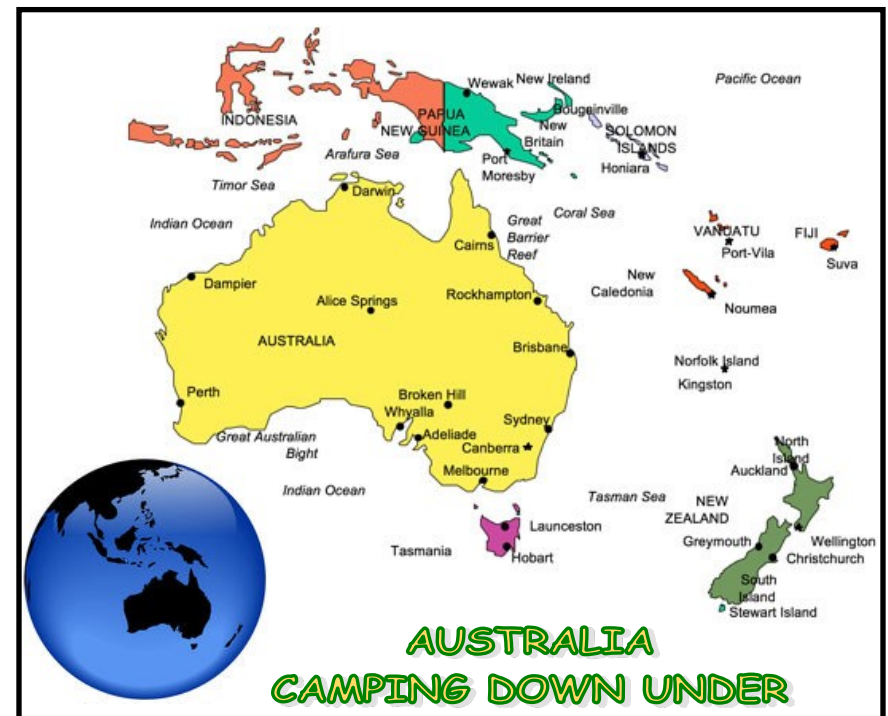 Wewak
New Ireland
Pacific Ocean
Bougainville
INDONESIA
PAPUA
NEW GUINEA
New
Britain
SOLOMON
ISLANDS
Arafura Sea
Port
Moresby
Honiara
Timor Sea
Darwin
Indian Ocean
Great
Barrier
Reef
Coral Sea
Cairns
VANUATU
Port-Vila
FIJI
Suva
Dampier
Alice Springs
Rockhampton
New
Caledonia
Noumea
AUSTRALIA
Brisbane
Norfolk Island
Kingston
Perth
Broken Hill
Whyalla
Sydney
Adeliade
Great Australian
Bight
Canberra
North
Island
Auckland
Melbourne
Indian Ocean
Tasman Sea
NEW
ZEALAND
Launceston
Tasmania
Hobart
Greymouth
Wellington
Christchurch
South
Island
Stewart Island
AUSTRALIA
CAMPING DOWN UNDER